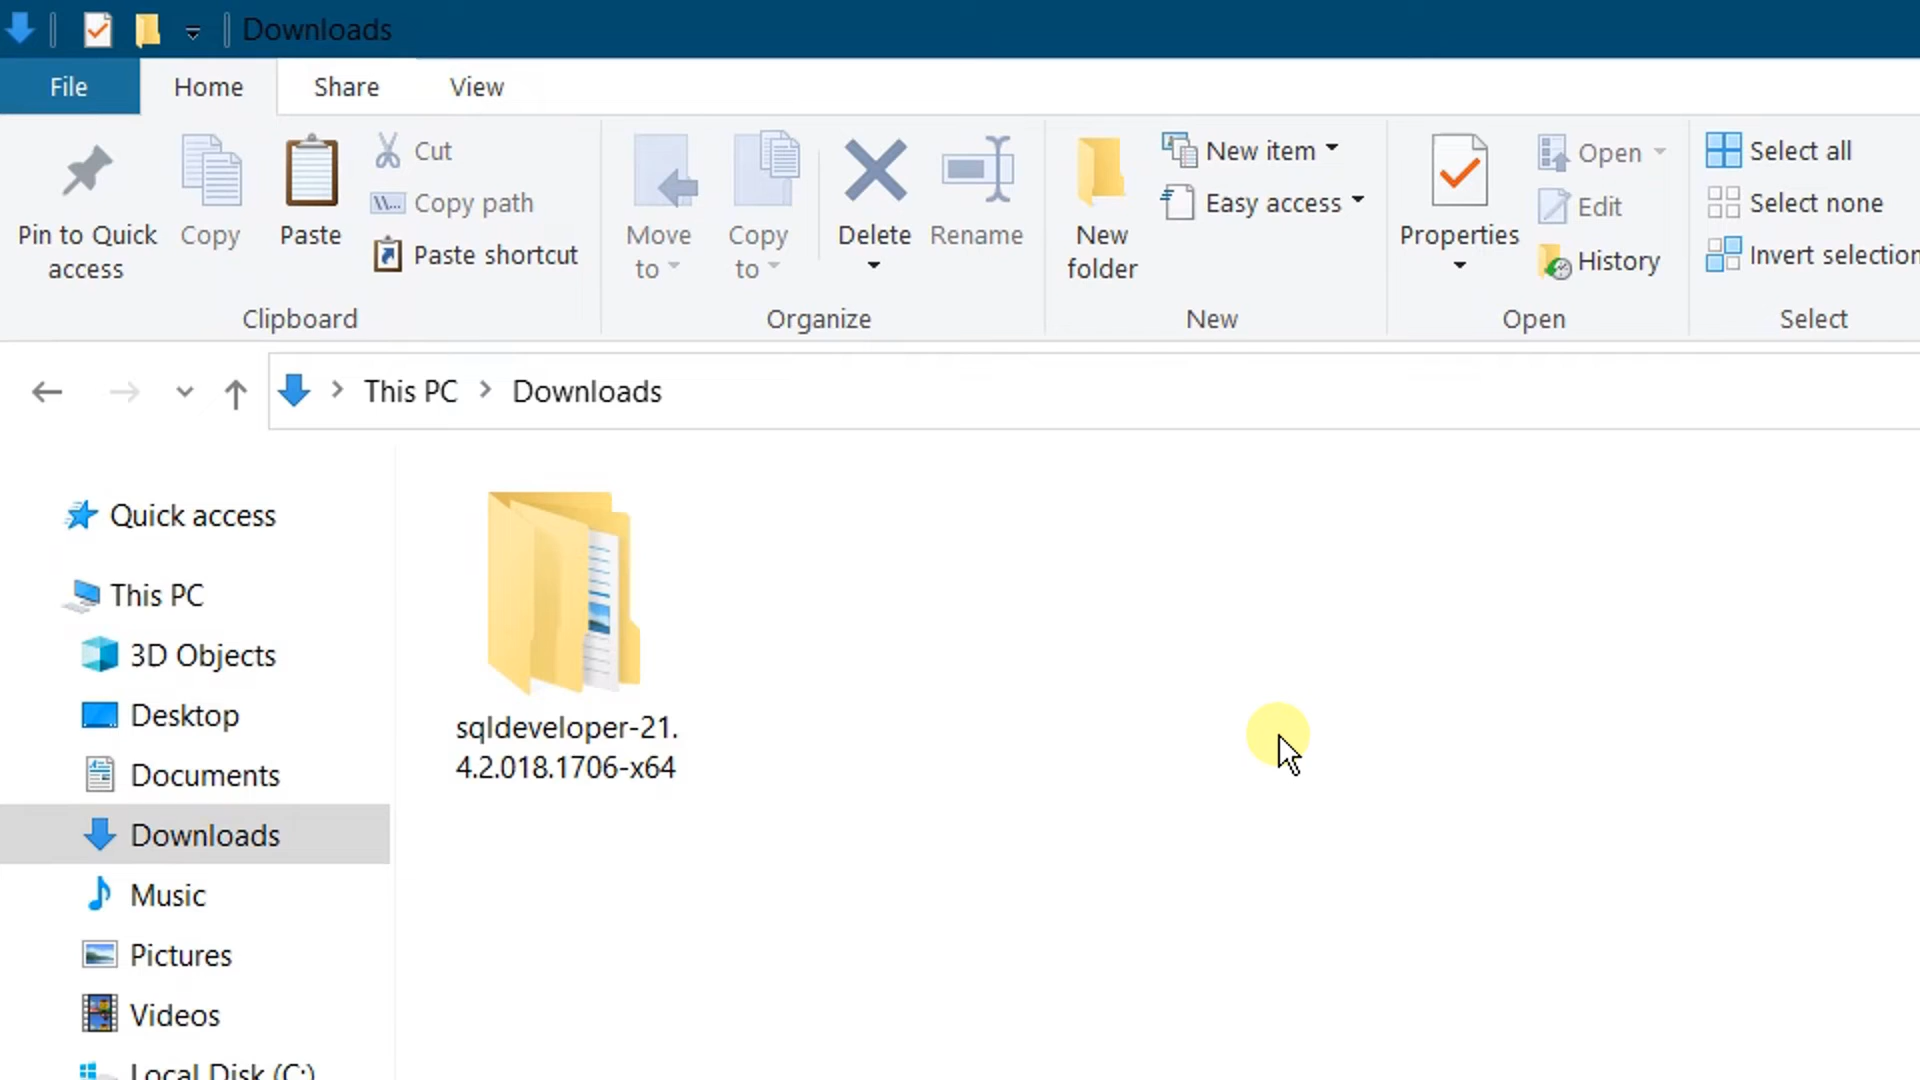 Downloads
File
Home
Share
View
Pin to Quick
access
Copy
Paste
Cut
Copy path
Paste shortcut
Clipboard
Move
to
Copy
to
Delete
Rename
Organize
New
folder
New item
Easy access
New
Properties
Open
Edit
History
Open
Select all
Select none
Invert selection
Select
This PC
Downloads
Quick access
This PC
3D Objects
Desktop
Documents
Downloads
Music
Pictures
Videos
Local Disk (C:)
sqldeveloper-21.
4.2.018.1706-x64